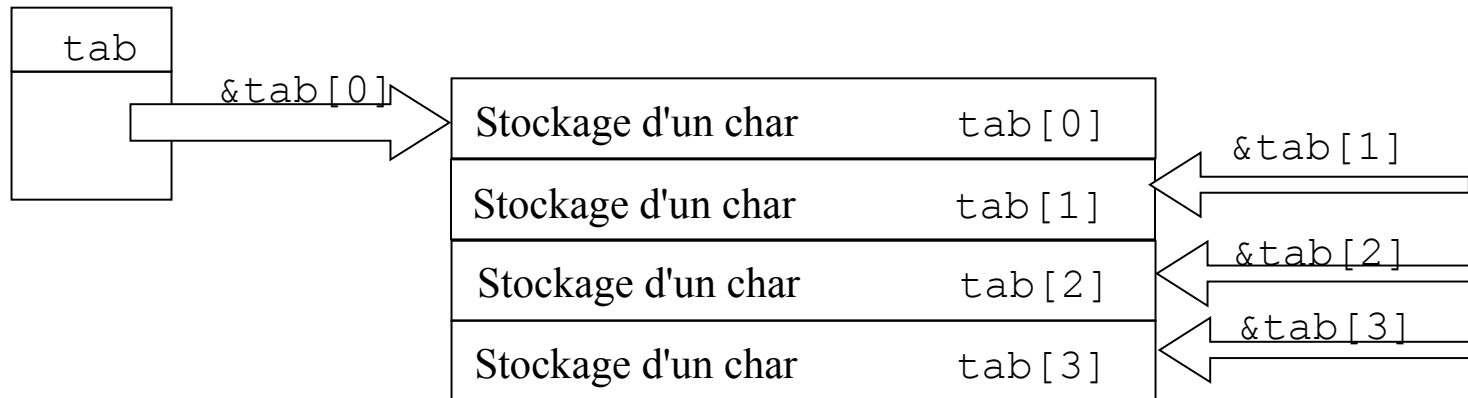 tab
&tab[0]
Stockage d'un char tab[0]
&tab[1]
Stockage d'un char tab[1]
&tab[2]
Stockage d'un char tab[2]
&tab[3]
Stockage d'un char tab[3]